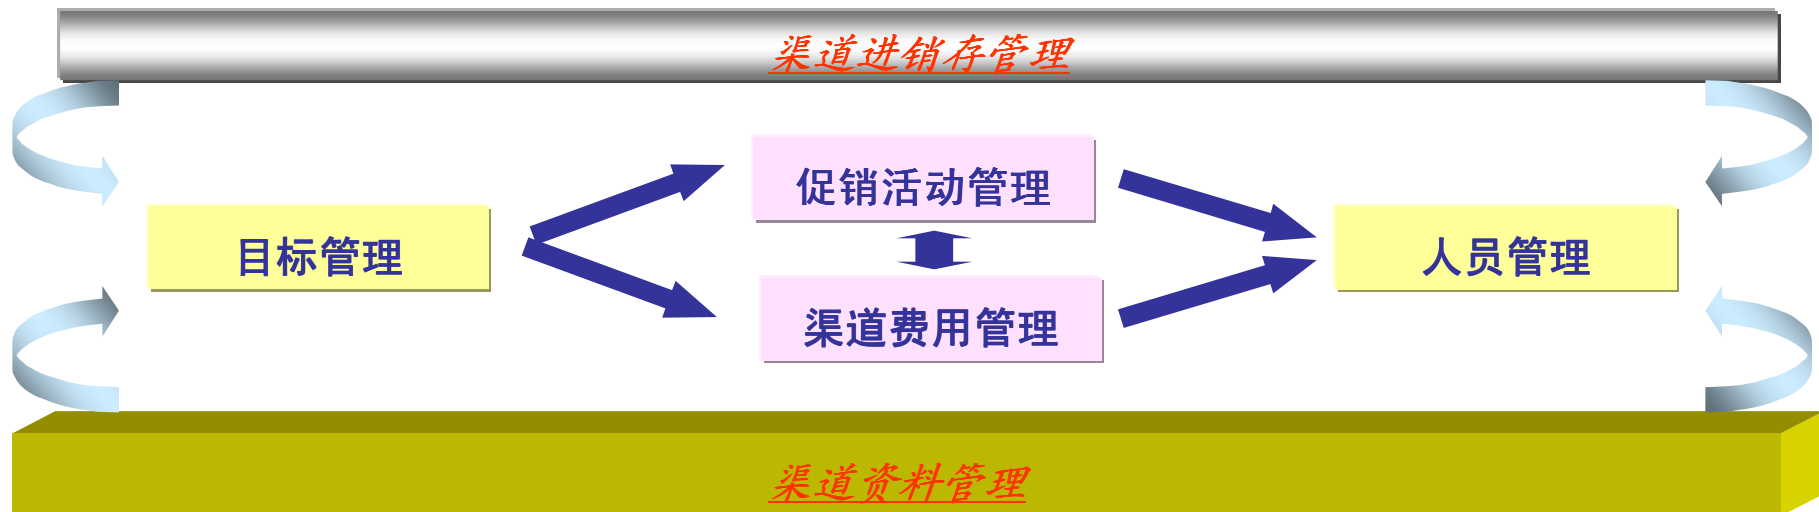 渠道进销存管理
促销活动管理
目标管理
人员管理
渠道费用管理
渠道资料管理